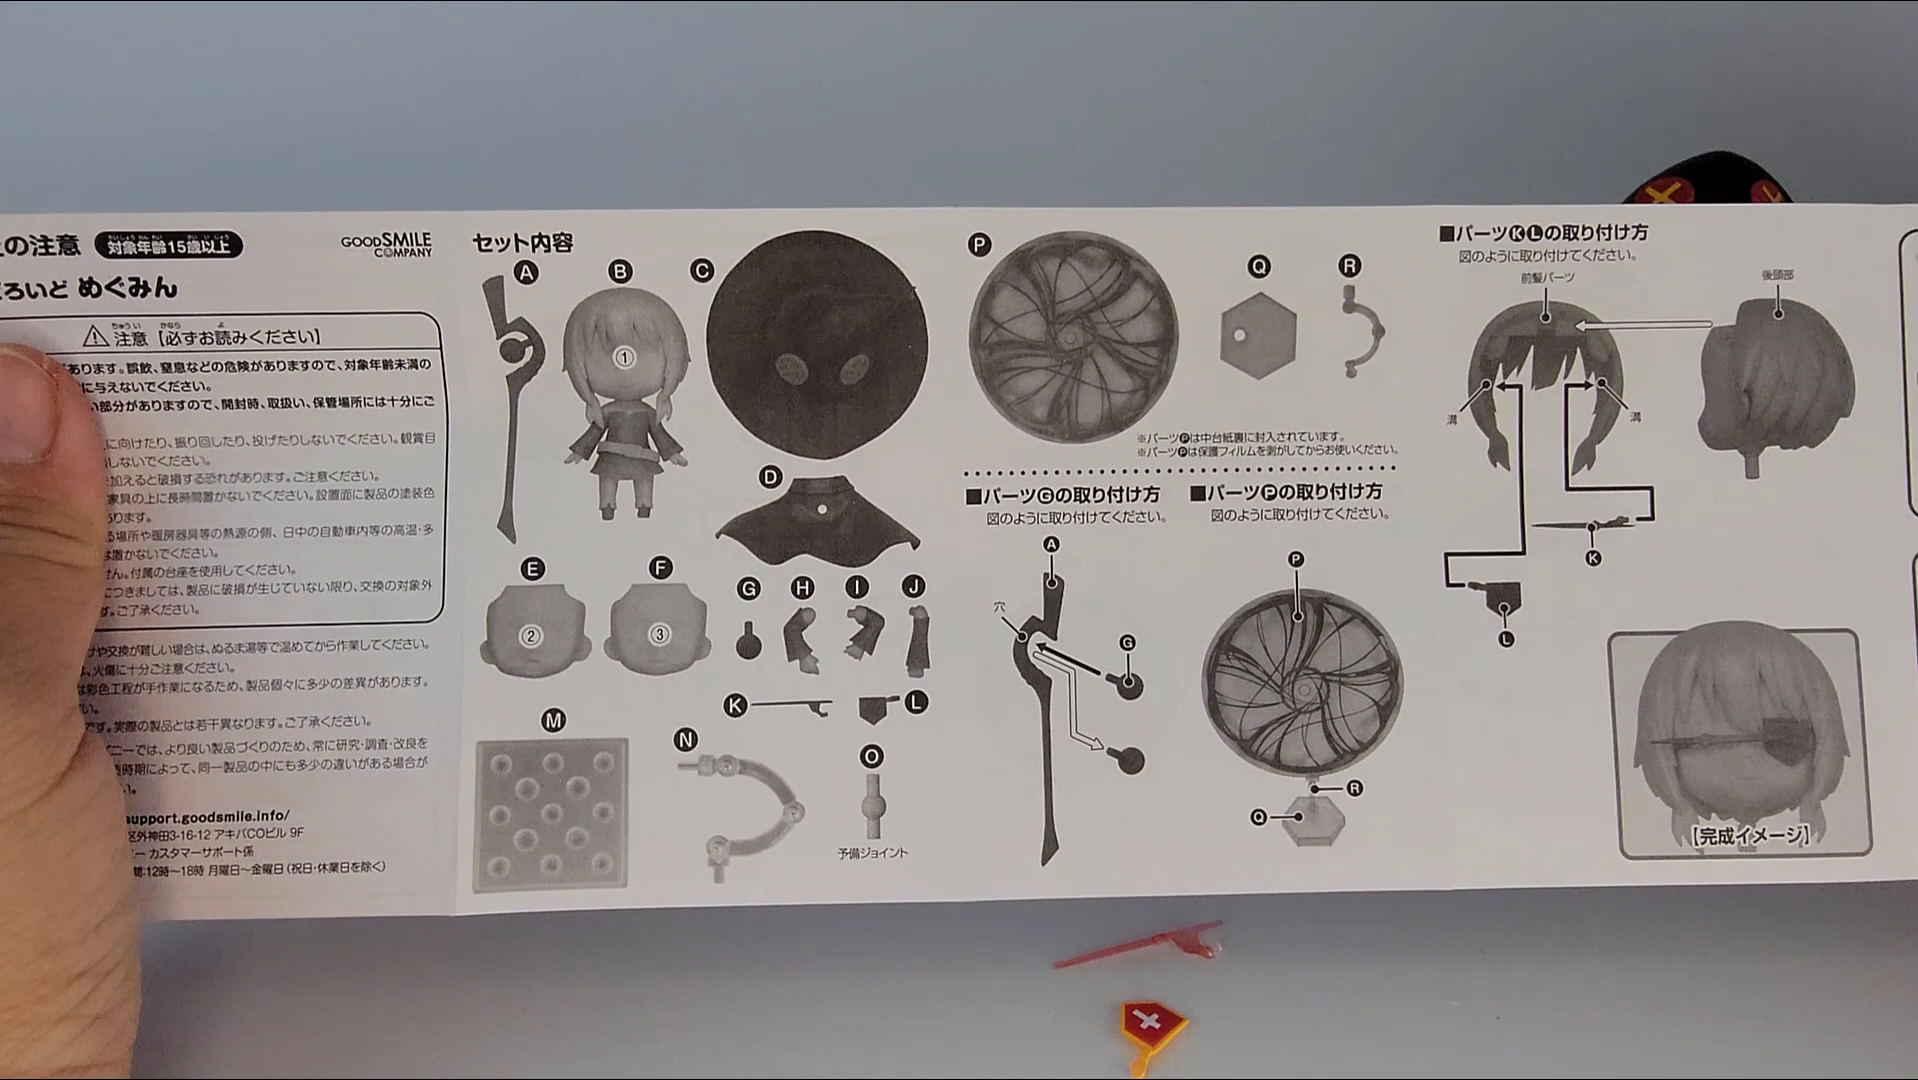 上の注意 対象年齢15歳以上
GOODSMILE
COMPANY
ろいど めぐみん
注意【必ずお読みください】
あります。誤飲、窒息などの危険がありますので、対象年齢未満の
に与えないでください。
い部分がありますので、開封時、取扱い、保管場所には十分にご
に向けたり、振り回したり、投げたりしないでください。観賞目
しないでください。
加えると破損する恐れがあります。ご注意ください。
家具の上に長時間置かないでください。設置面に製品の塗装色
あります。
る場所や暖房器具等の熱源の側、日中の自動車内等の高温・多
は置かないでください。
せん。付属の台座を使用してください。
につきましては、製品に破損が生じていない限り、交換の対象外
す。ご了承ください。
や交換が難しい場合は、ぬるま湯等で温めてから作業してください。
、火傷に十分ご注意ください。
は彩色工程が手作業になるため、製品個々に多少の差異があります。
い。
です。実際の製品とは若干異なります。ご了承ください。
ニーでは、より良い製品づくりのため、常に研究・調査・改良を
時期によって、同一製品の中にも多少の違いがある場合が
い。
support.goodsmile.info/
区外神田3-16-12 アキバCOビル 9F
ー カスタマーサポート係
間:12時〜18時 月曜日〜金曜日(祝日・休業日を除く)
セット内容
A
B
C
①
D
E
F
②
③
G
H
I
J
K
L
M
N
O
予備ジョイント
P
Q
R
※パーツPは中台紙裏に封入されています。
※パーツPは保護フィルムを剥がしてからお使いください。
■パーツGの取り付け方
図のように取り付けてください。
A
穴
G
■パーツPの取り付け方
図のように取り付けてください。
P
R
Q
■パーツKLの取り付け方
図のように取り付けてください。
前髪パーツ
後頭部
溝
溝
K
L
【完成イメージ】